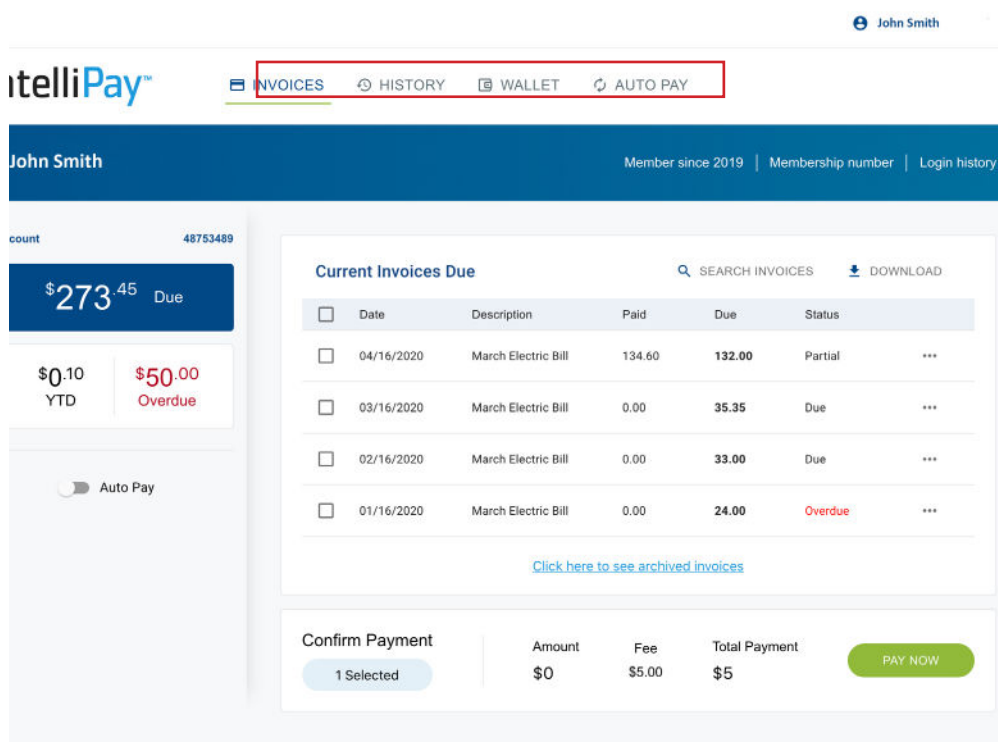 John Smith
ntelliPay™
INVOICES HISTORY WALLET AUTO PAY
John Smith
Member since 2019 | Membership number | Login history
count 48753489
$273.45 Due
$0.10 $50.00
YTD Overdue
Auto Pay
Current Invoices Due SEARCH INVOICES DOWNLOAD
Date Description Paid Due Status
04/16/2020 March Electric Bill 134.60 132.00 Partial ...
03/16/2020 March Electric Bill 0.00 35.35 Due ...
02/16/2020 March Electric Bill 0.00 33.00 Due ...
01/16/2020 March Electric Bill 0.00 24.00 Overdue ...
Click here to see archived invoices
Confirm Payment Amount Fee Total Payment
1 Selected $0 $5.00 $5 PAY NOW